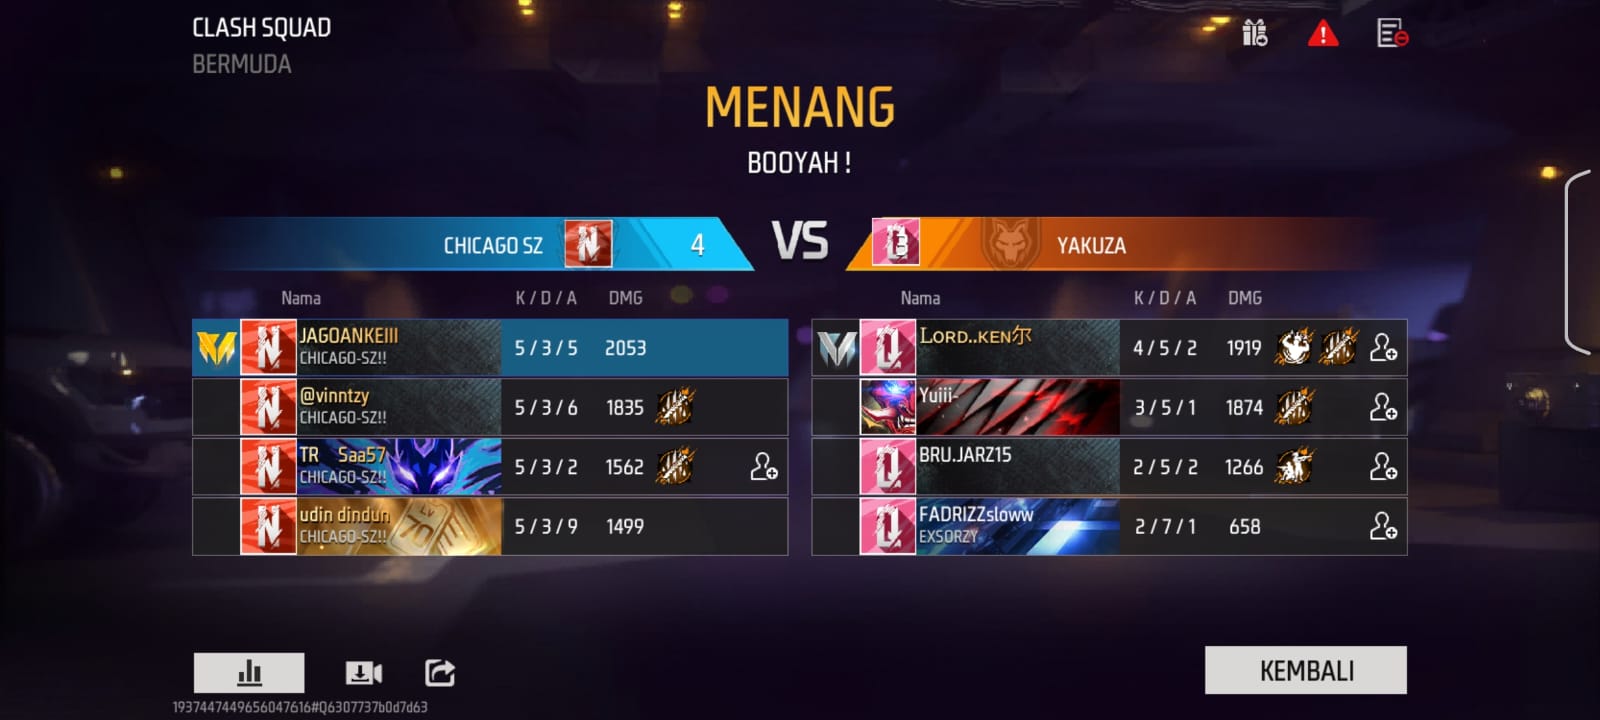 CLASH SQUAD
BERMUDA
MENANG
BOOYAH !
CHICAGO SZ 4 VS YAKUZA
Nama K / D / A DMG
JAGOANKEIII 5 / 3 / 5 2053
CHICAGO-SZ!!
@vinntzy 5 / 3 / 6 1835
CHICAGO-SZ!!
TR Saa57 5 / 3 / 2 1562
CHICAGO-SZ!!
udin dindun 5 / 3 / 9 1499
CHICAGO-SZ!!
Nama K / D / A DMG
Lord..ᴋᴇɴ尔 4 / 5 / 2 1919
Yuiii- 3 / 5 / 1 1874
BRU.JARZ15 2 / 5 / 2 1266
FADRIZZsloww 2 / 7 / 1 658
EXSORZY
KEMBALI
1937447449656047616#Q6307737b0d7d63